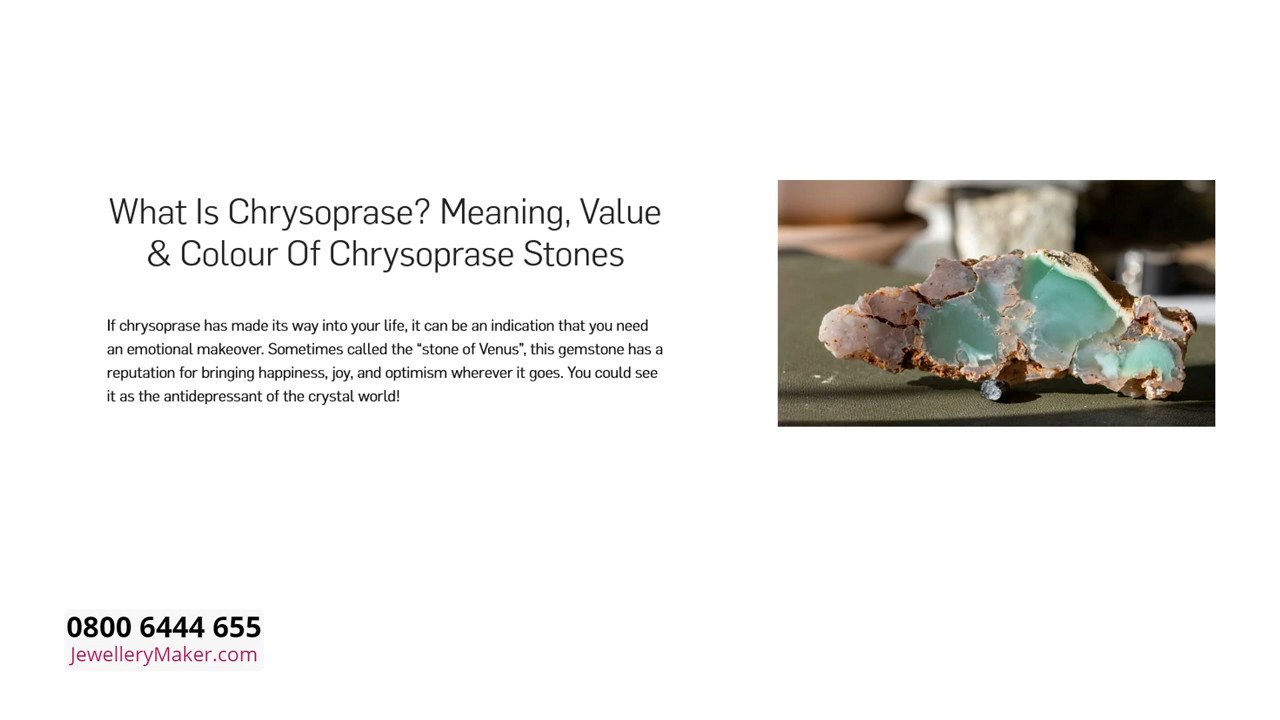 What Is Chrysoprase? Meaning, Value
& Colour Of Chrysoprase Stones
If chrysoprase has made its way into your life, it can be an indication that you need
an emotional makeover. Sometimes called the “stone of Venus”, this gemstone has a
reputation for bringing happiness, joy, and optimism wherever it goes. You could see
it as the antidepressant of the crystal world!
0800 6444 655
JewelleryMaker.com